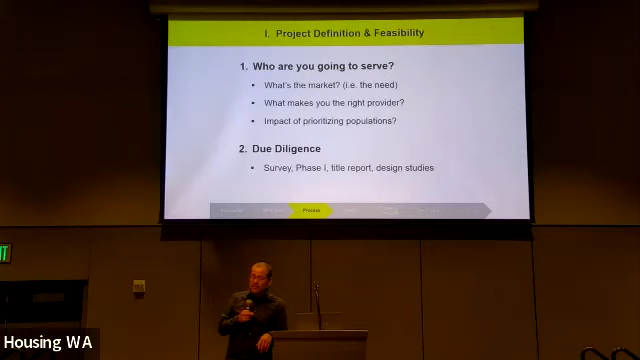 I. Project Definition & Feasibility
1. Who are you going to serve?
▪ What's the market? (i.e. the need)
▪ What makes you the right provider?
▪ Impact of prioritizing populations?
2. Due Diligence
▪ Survey, Phase I, title report, design studies
Process
Housing WA